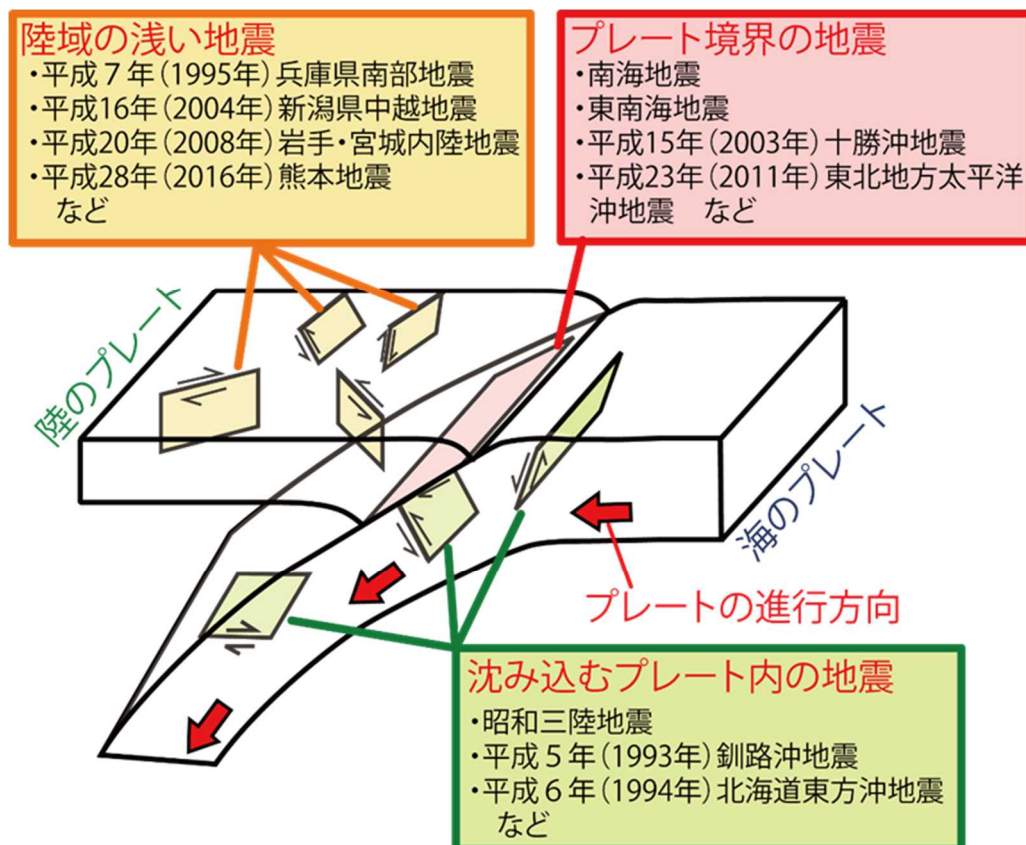 陸域の浅い地震
・平成７年（1995年）兵庫県南部地震
・平成16年（2004年）新潟県中越地震
・平成20年（2008年）岩手・宮城内陸地震
・平成28年（2016年）熊本地震
など
プレート境界の地震
・南海地震
・東南海地震
・平成15年（2003年）十勝沖地震
・平成23年（2011年）東北地方太平洋
沖地震　など
陸のプレート
海のプレート
プレートの進行方向
沈み込むプレート内の地震
・昭和三陸地震
・平成５年（1993年）釧路沖地震
・平成６年（1994年）北海道東方沖地震
など